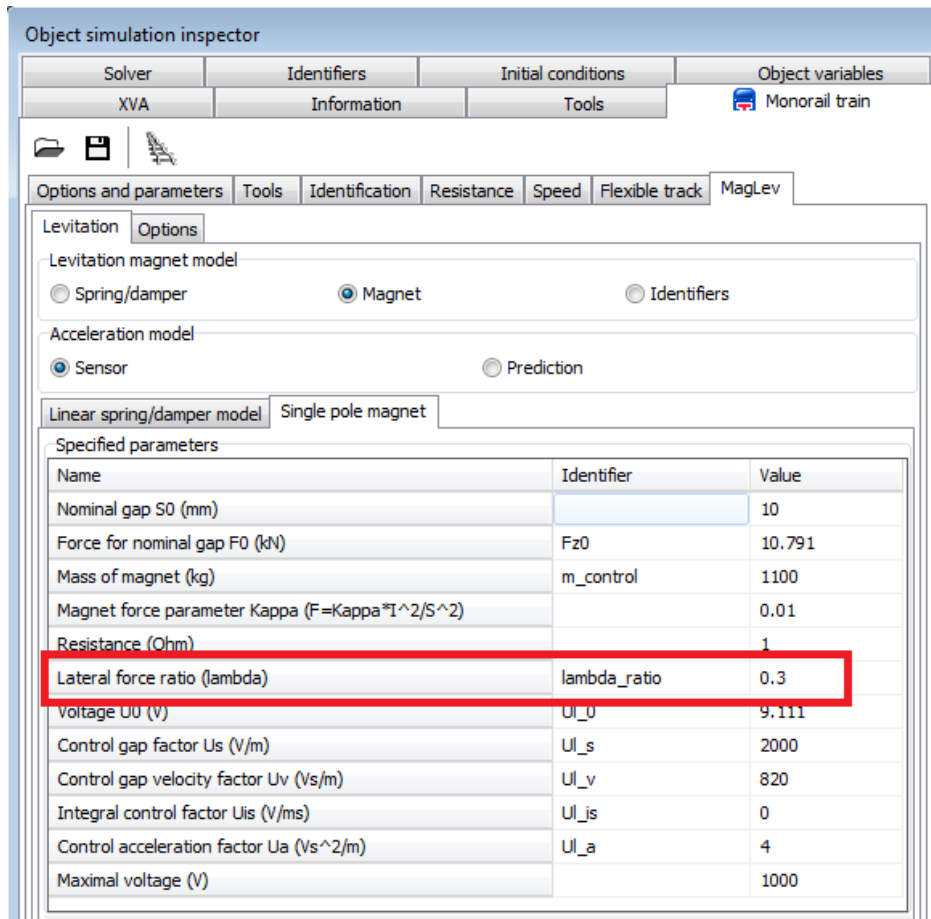 Object simulation inspector
Solver Identifiers Initial conditions Object variables
XVA Information Tools Monorail train
Options and parameters Tools Identification Resistance Speed Flexible track MagLev
Levitation Options
Levitation magnet model
Spring/damper Magnet Identifiers
Acceleration model
Sensor Prediction
Linear spring/damper model Single pole magnet
Specified parameters
Name Identifier Value
Nominal gap S0 (mm) 10
Force for nominal gap F0 (kN) Fz0 10.791
Mass of magnet (kg) m_control 1100
Magnet force parameter Kappa (F=Kappa*I^2/S^2) 0.01
Resistance (Ohm) 1
Lateral force ratio (lambda) lambda_ratio 0.3
Voltage U0 (V) Ul_0 9.111
Control gap factor Us (V/m) Ul_s 2000
Control gap velocity factor Uv (Vs/m) Ul_v 820
Integral control factor Uis (V/ms) Ul_is 0
Control acceleration factor Ua (Vs^2/m) Ul_a 4
Maximal voltage (V) 1000